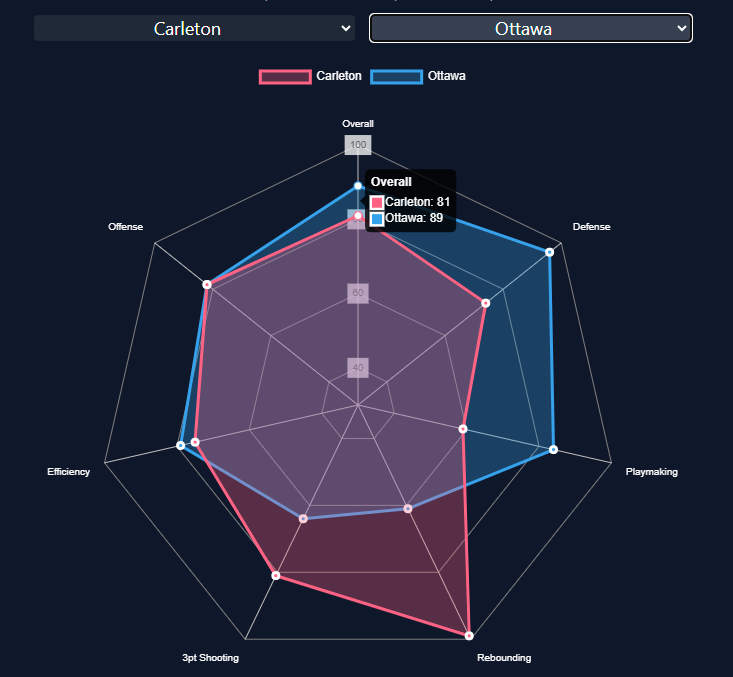 Carleton
Ottawa
Carleton Ottawa
Overall
100
Overall
Carleton: 81
Ottawa: 89
Offense
Defense
60
40
Efficiency
Playmaking
3pt Shooting
Rebounding